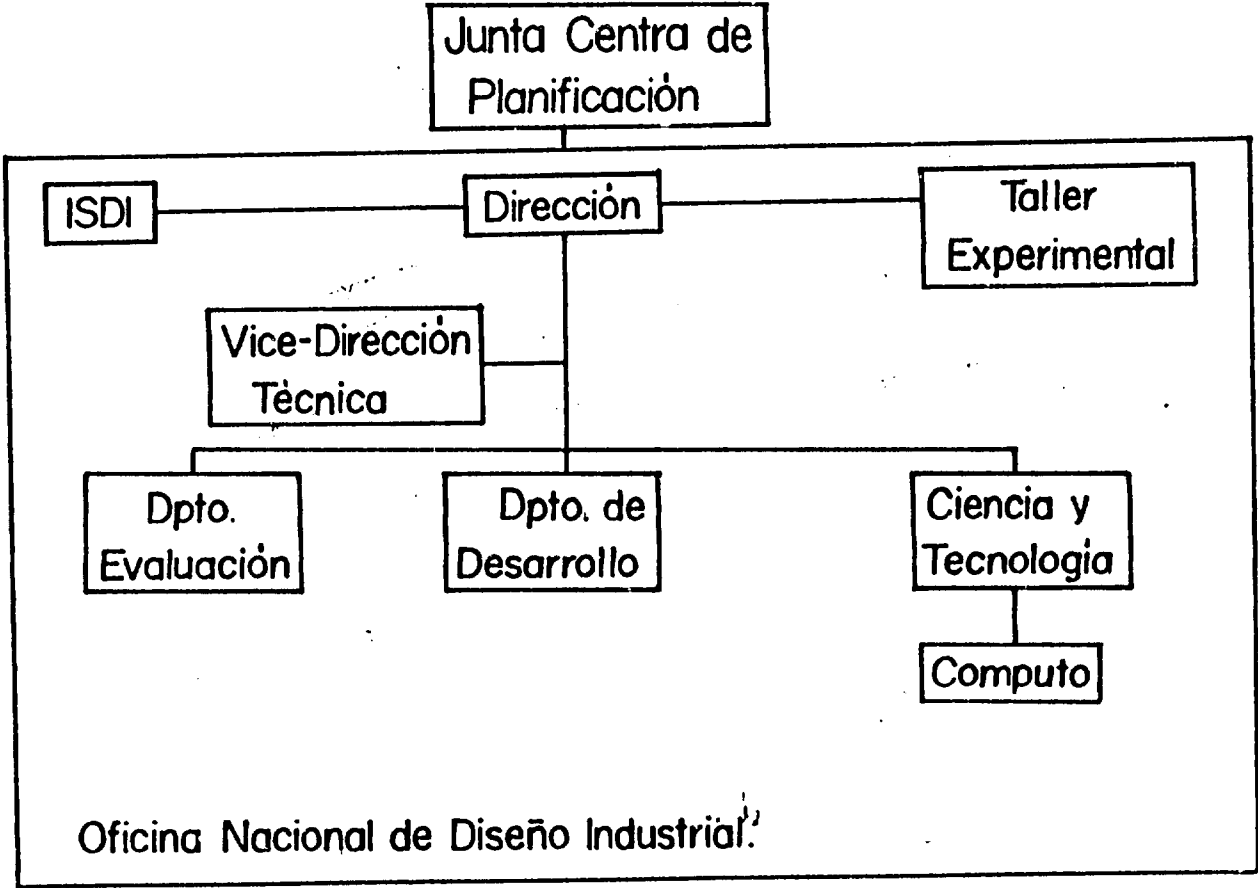 Junta Centra de
Planificación
ISDI
Dirección
Taller
Experimental
Vice-Dirección
Tècnica
Dpto.
Evaluación
Dpto. de
Desarrollo
Ciencia y
Tecnología
Computo
Oficina Nacional de Diseño Industrial.